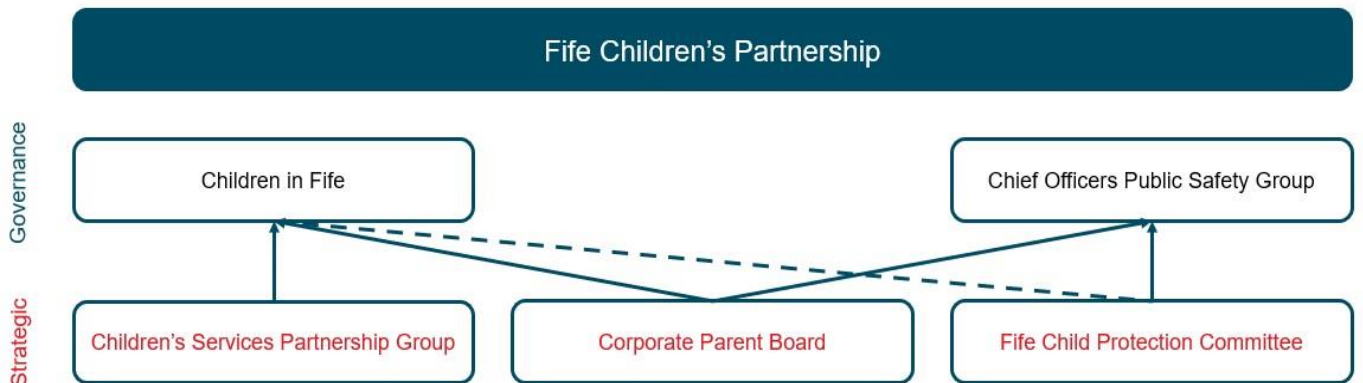 Fife Children's Partnership
Governance
Children in Fife
Chief Officers Public Safety Group
Strategic
Children's Services Partnership Group
Corporate Parent Board
Fife Child Protection Committee